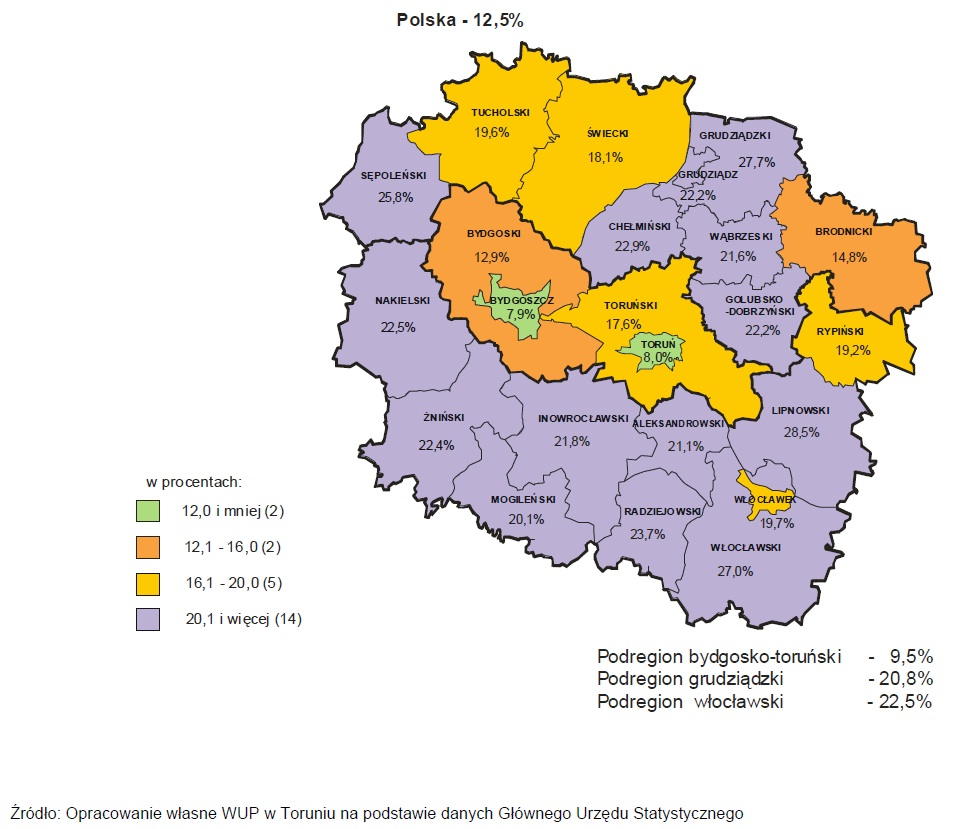 Polska - 12,5%
TUCHOLSKI
19,6%
ŚWIECKI
18,1%
GRUDZIĄDZKI
27,7%
GRUDZIĄDZ
22,2%
SĘPOLEŃSKI
25,8%
CHEŁMIŃSKI
22,9%
WĄBRZESKI
21,6%
BRODNICKI
14,8%
BYDGOSKI
12,9%
BYDGOSZCZ
7,9%
NAKIELSKI
22,5%
TORUŃSKI
17,6%
TORUŃ
8,0%
GOLUBSKO
-DOBRZYŃSKI
22,2%
RYPIŃSKI
19,2%
ŻNIŃSKI
22,4%
INOWROCŁAWSKI
21,8%
ALEKSANDROWSKI
21,1%
LIPNOWSKI
28,5%
MOGILEŃSKI
20,1%
RADZIEJOWSKI
23,7%
WŁOCŁAWEK
19,7%
WŁOCŁAWSKI
27,0%
w procentach:
12,0 i mniej (2)
12,1 - 16,0 (2)
16,1 - 20,0 (5)
20,1 i więcej (14)
Podregion bydgosko-toruński - 9,5%
Podregion grudziądzki - 20,8%
Podregion włocławski - 22,5%
Źródło: Opracowanie własne WUP w Toruniu na podstawie danych Głównego Urzędu Statystycznego